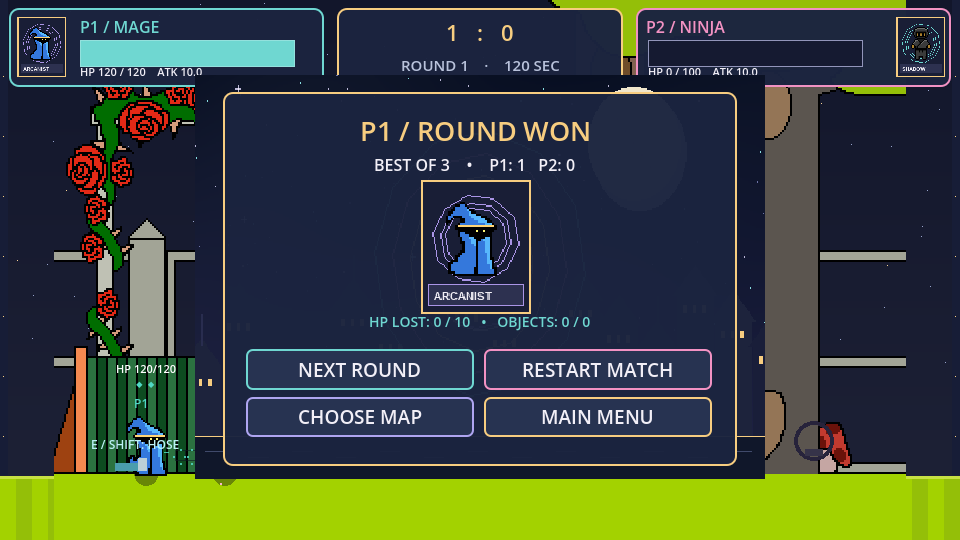 P1 / MAGE
ARCANIST
HP 120 / 120 ATK 10.0
1 : 0
ROUND 1 · 120 SEC
P2 / NINJA
SHADOW
HP 0 / 100 ATK 10.0
P1 / ROUND WON
BEST OF 3 • P1: 1 P2: 0
ARCANIST
HP LOST: 0 / 10 • OBJECTS: 0 / 0
NEXT ROUND
RESTART MATCH
CHOOSE MAP
MAIN MENU
HP 120/120
P1
E / SHIFT: HOSE